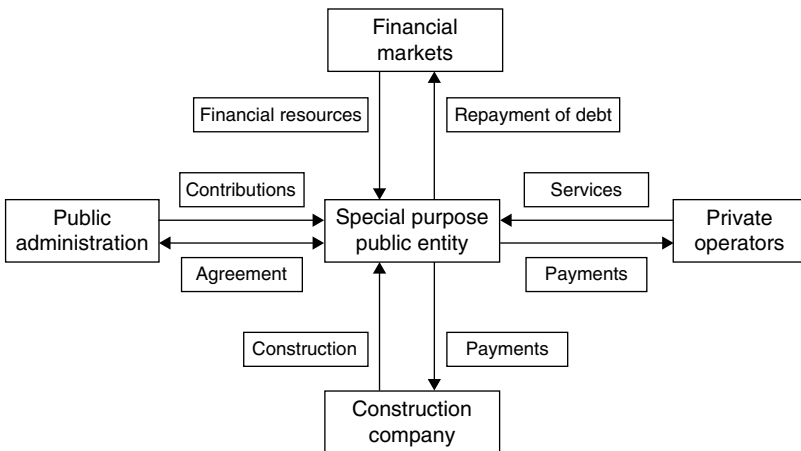 Financial
markets
Financial resources
Repayment of debt
Contributions
Services
Public
administration
Special purpose
public entity
Private
operators
Agreement
Payments
Construction
Payments
Construction
company